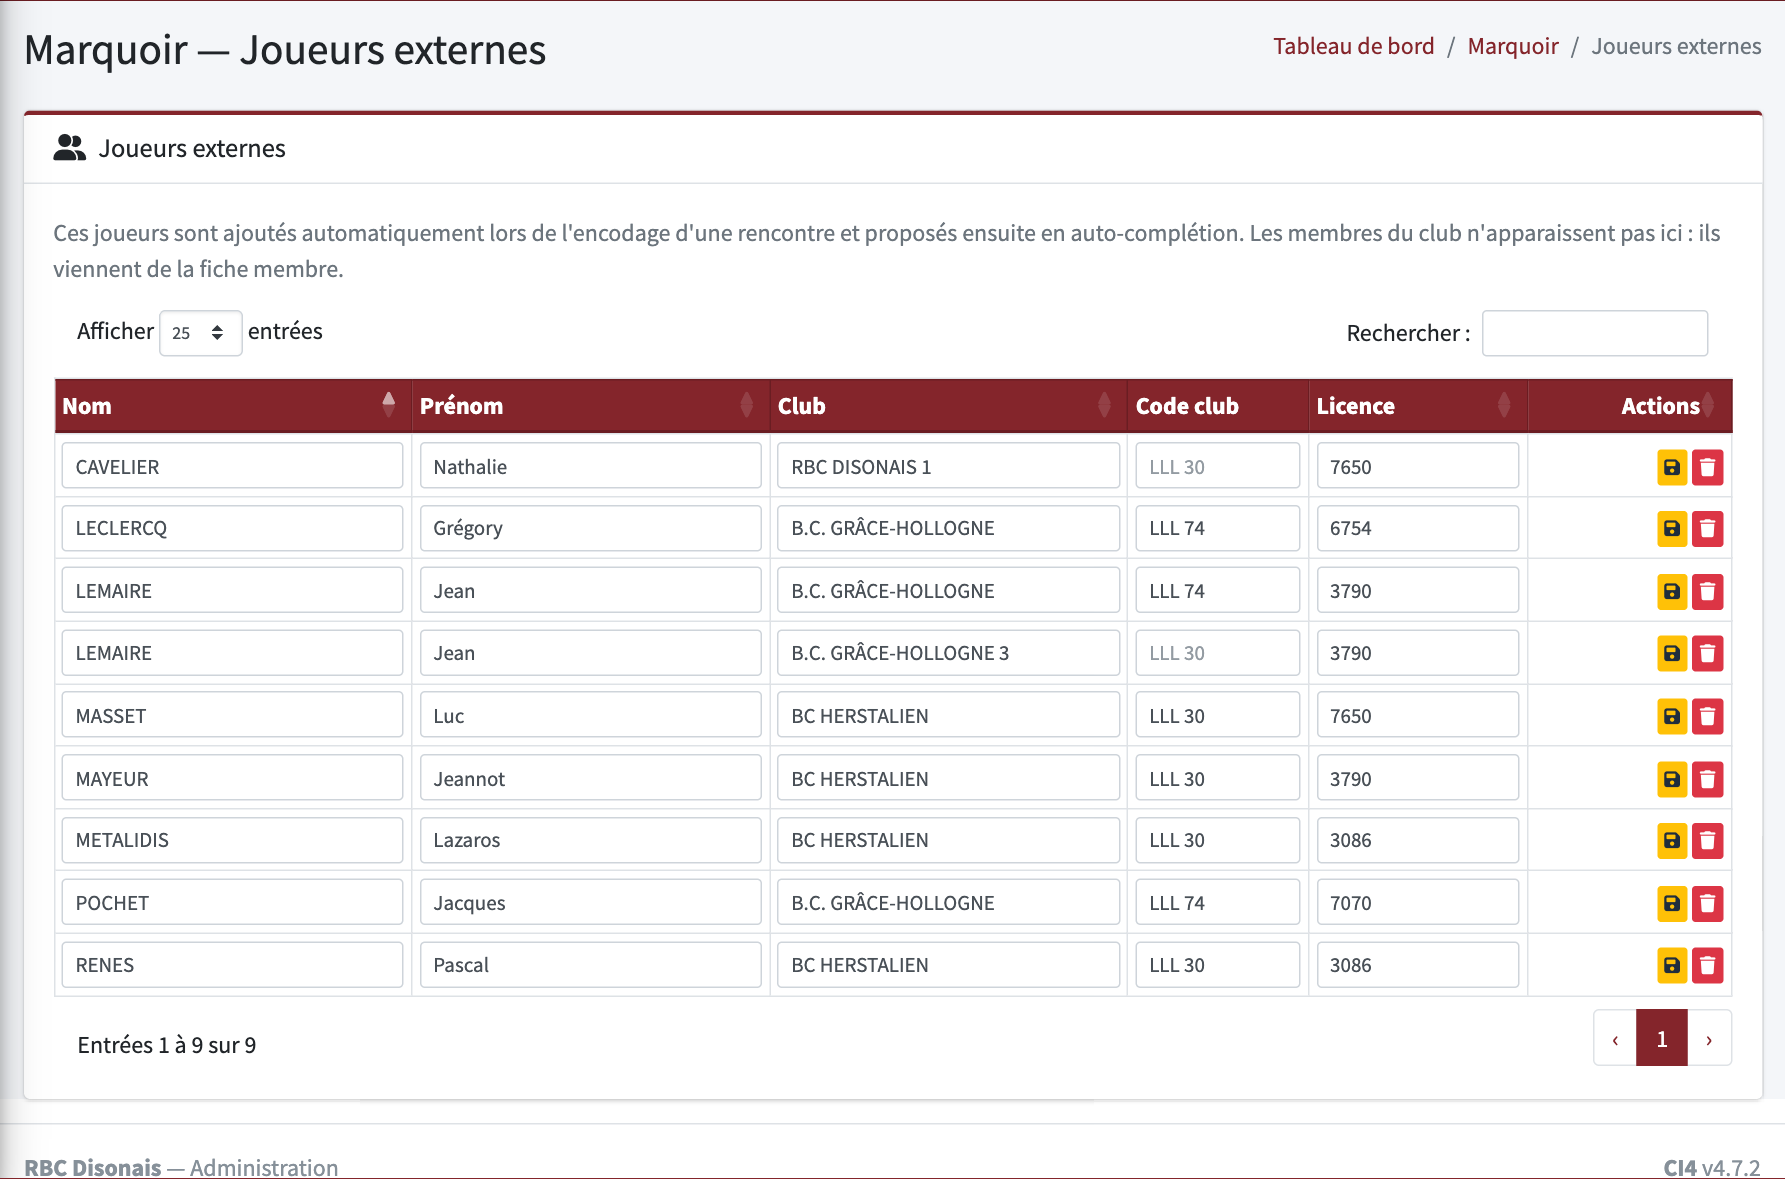 Marquoir — Joueurs externes
Tableau de bord / Marquoir / Joueurs externes
Joueurs externes
Ces joueurs sont ajoutés automatiquement lors de l'encodage d'une rencontre et proposés ensuite en auto-complétion. Les membres du club n'apparaissent pas ici : ils
viennent de la fiche membre.
Afficher 25 entrées
Rechercher :
Nom Prénom Club Code club Licence Actions
CAVELIER Nathalie RBC DISONAIS 1 LLL 30 7650
LECLERCQ Grégory B.C. GRÂCE-HOLLOGNE LLL 74 6754
LEMAIRE Jean B.C. GRÂCE-HOLLOGNE LLL 74 3790
LEMAIRE Jean B.C. GRÂCE-HOLLOGNE 3 LLL 30 3790
MASSET Luc BC HERSTALIEN LLL 30 7650
MAYEUR Jeannot BC HERSTALIEN LLL 30 3790
METALIDIS Lazaros BC HERSTALIEN LLL 30 3086
POCHET Jacques B.C. GRÂCE-HOLLOGNE LLL 74 7070
RENES Pascal BC HERSTALIEN LLL 30 3086
Entrées 1 à 9 sur 9
‹ 1 ›
RBC Disonais — Administration
CI4 v4.7.2